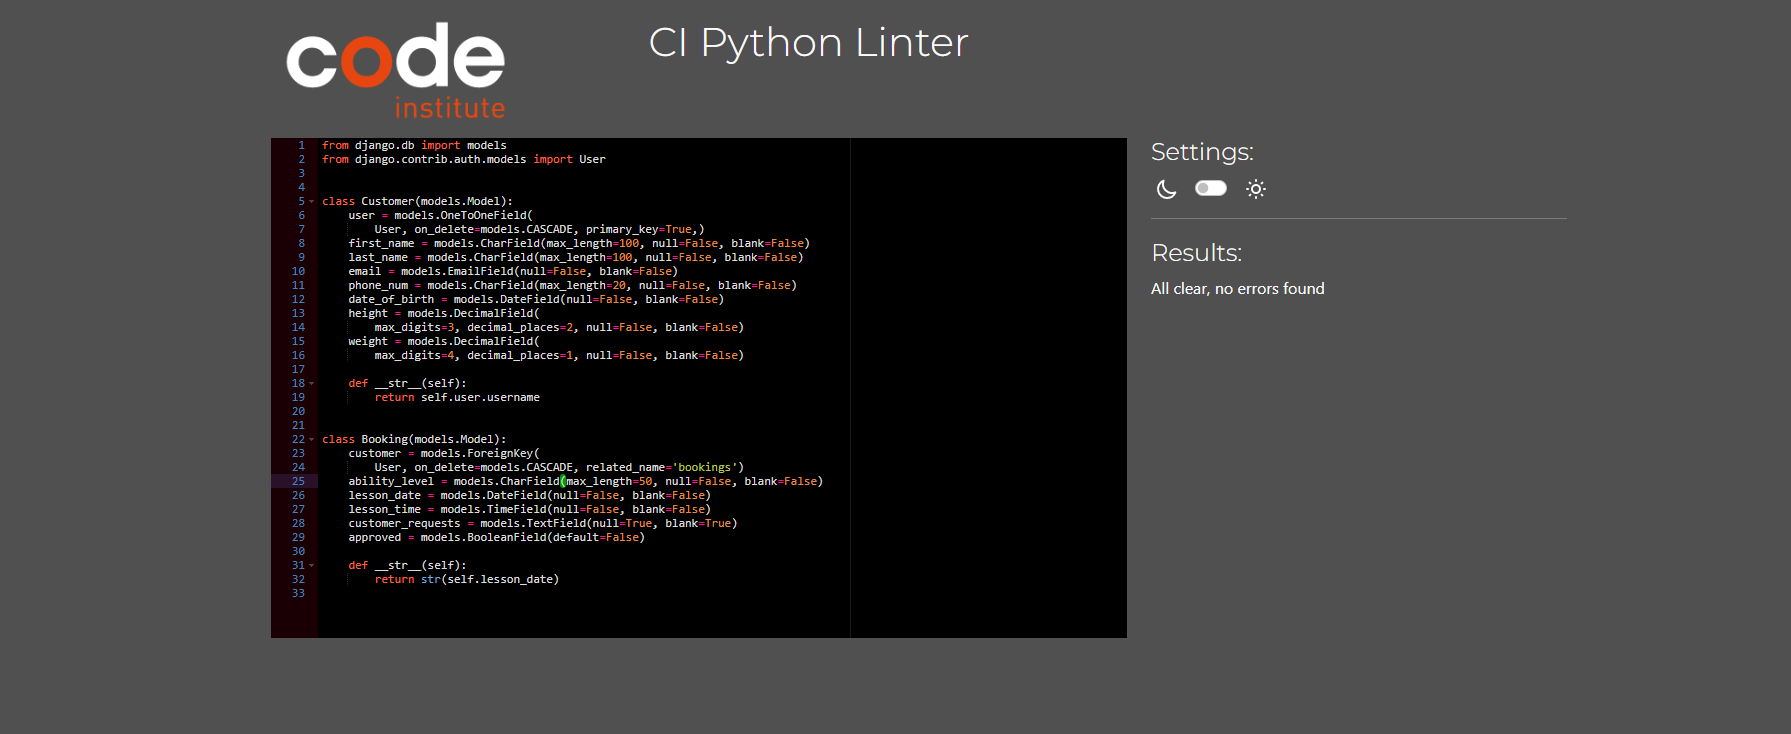 code
institute
CI Python Linter
1 from django.db import models
2 from django.contrib.auth.models import User
3
4
5 class Customer(models.Model):
6     user = models.OneToOneField(
7         User, on_delete=models.CASCADE, primary_key=True,)
8     first_name = models.CharField(max_length=100, null=False, blank=False)
9     last_name = models.CharField(max_length=100, null=False, blank=False)
10     email = models.EmailField(null=False, blank=False)
11     phone_num = models.CharField(max_length=20, null=False, blank=False)
12     date_of_birth = models.DateField(null=False, blank=False)
13     height = models.DecimalField(
14         max_digits=3, decimal_places=2, null=False, blank=False)
15     weight = models.DecimalField(
16         max_digits=4, decimal_places=1, null=False, blank=False)
17
18     def __str__(self):
19         return self.user.username
20
21
22 class Booking(models.Model):
23     customer = models.ForeignKey(
24         User, on_delete=models.CASCADE, related_name='bookings')
25     ability_level = models.CharField(max_length=50, null=False, blank=False)
26     lesson_date = models.DateField(null=False, blank=False)
27     lesson_time = models.TimeField(null=False, blank=False)
28     customer_requests = models.TextField(null=True, blank=True)
29     approved = models.BooleanField(default=False)
30
31     def __str__(self):
32         return str(self.lesson_date)
33
Settings:
Results:
All clear, no errors found